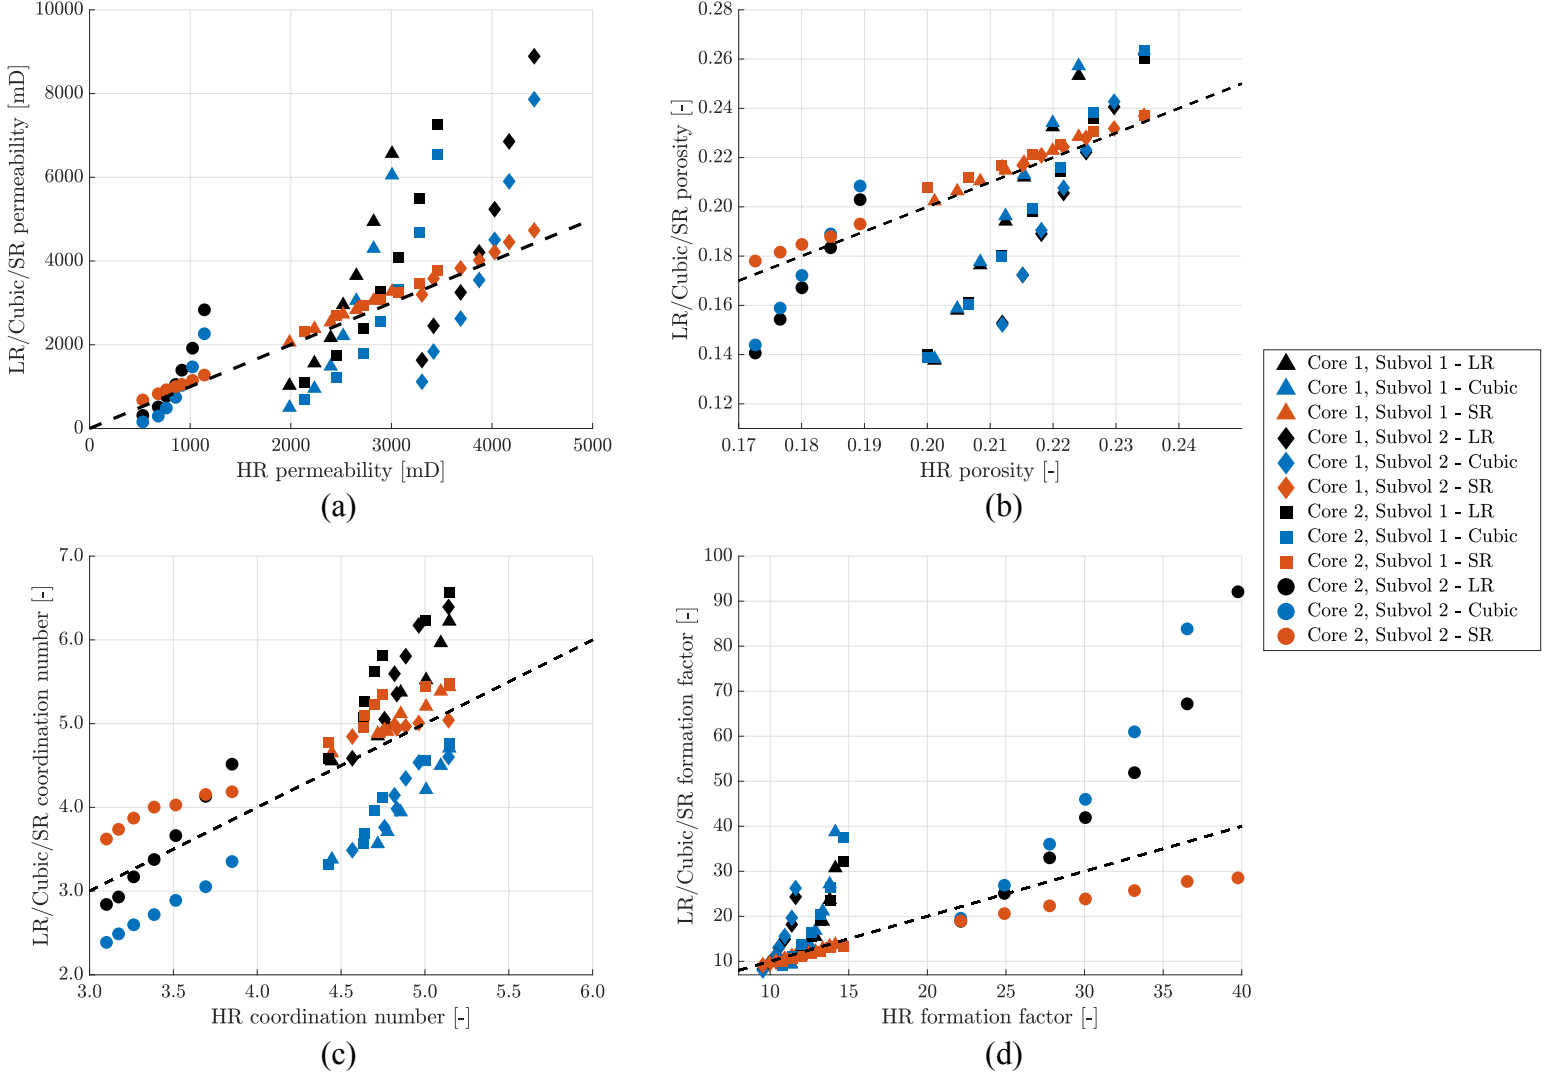 LR/Cubic/SR permeability [mD]
10000
8000
6000
4000
2000
0
0 1000 2000 3000 4000 5000
HR permeability [mD]
(a)
LR/Cubic/SR porosity [-]
0.28
0.26
0.24
0.22
0.20
0.18
0.16
0.14
0.12
0.17 0.18 0.19 0.20 0.21 0.22 0.23 0.24
HR porosity [-]
(b)
Core 1, Subvol 1 - LR
Core 1, Subvol 1 - Cubic
Core 1, Subvol 1 - SR
Core 1, Subvol 2 - LR
Core 1, Subvol 2 - Cubic
Core 1, Subvol 2 - SR
Core 2, Subvol 1 - LR
Core 2, Subvol 1 - Cubic
Core 2, Subvol 1 - SR
Core 2, Subvol 2 - LR
Core 2, Subvol 2 - Cubic
Core 2, Subvol 2 - SR
LR/Cubic/SR coordination number [-]
7.0
6.0
5.0
4.0
3.0
2.0
3.0 3.5 4.0 4.5 5.0 5.5 6.0
HR coordination number [-]
(c)
LR/Cubic/SR formation factor [-]
100
90
80
70
60
50
40
30
20
10
10 15 20 25 30 35 40
HR formation factor [-]
(d)